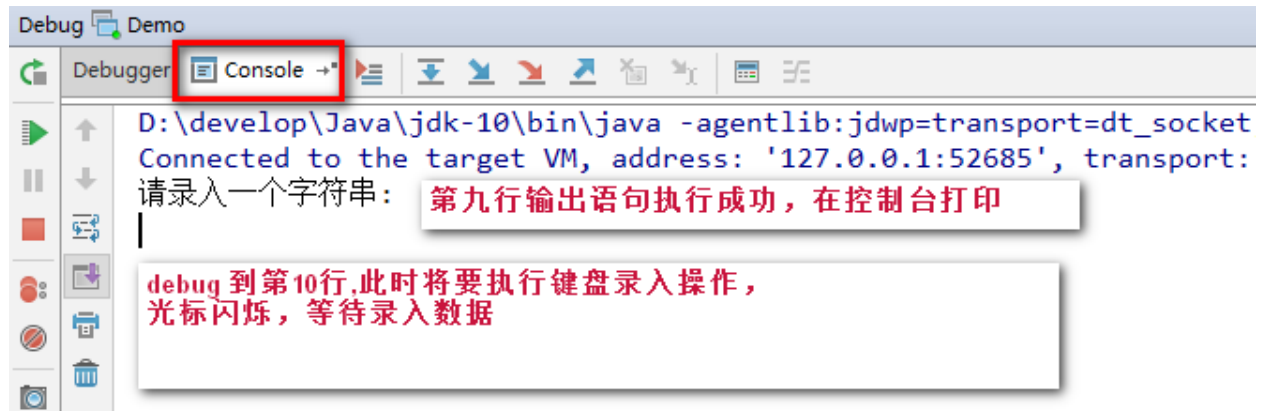 Debug Demo
Debugger Console
D:\develop\Java\jdk-10\bin\java -agentlib:jdwp=transport=dt_socket
Connected to the target VM, address: '127.0.0.1:52685', transport:
请录入一个字符串:
第九行输出语句执行成功，在控制台打印
debug 到第10行,此时将要执行键盘录入操作，
光标闪烁，等待录入数据